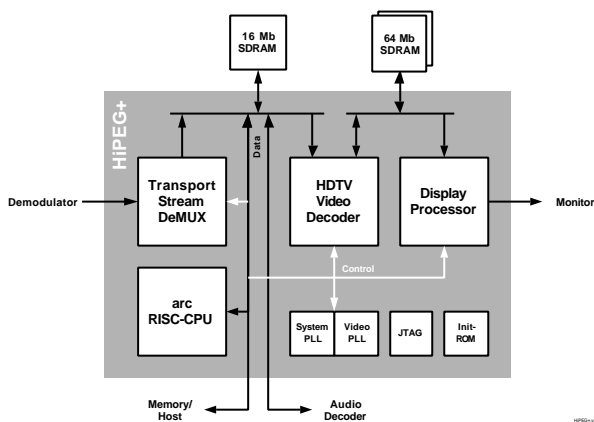 16 Mb
SDRAM
64 Mb
SDRAM
HiPEG+
Data
Demodulator
Transport
Stream
DeMUX
HDTV
Video
Decoder
Display
Processor
Monitor
Control
arc
RISC-CPU
System
PLL
Video
PLL
JTAG
Init-
ROM
Memory/
Host
Audio
Decoder